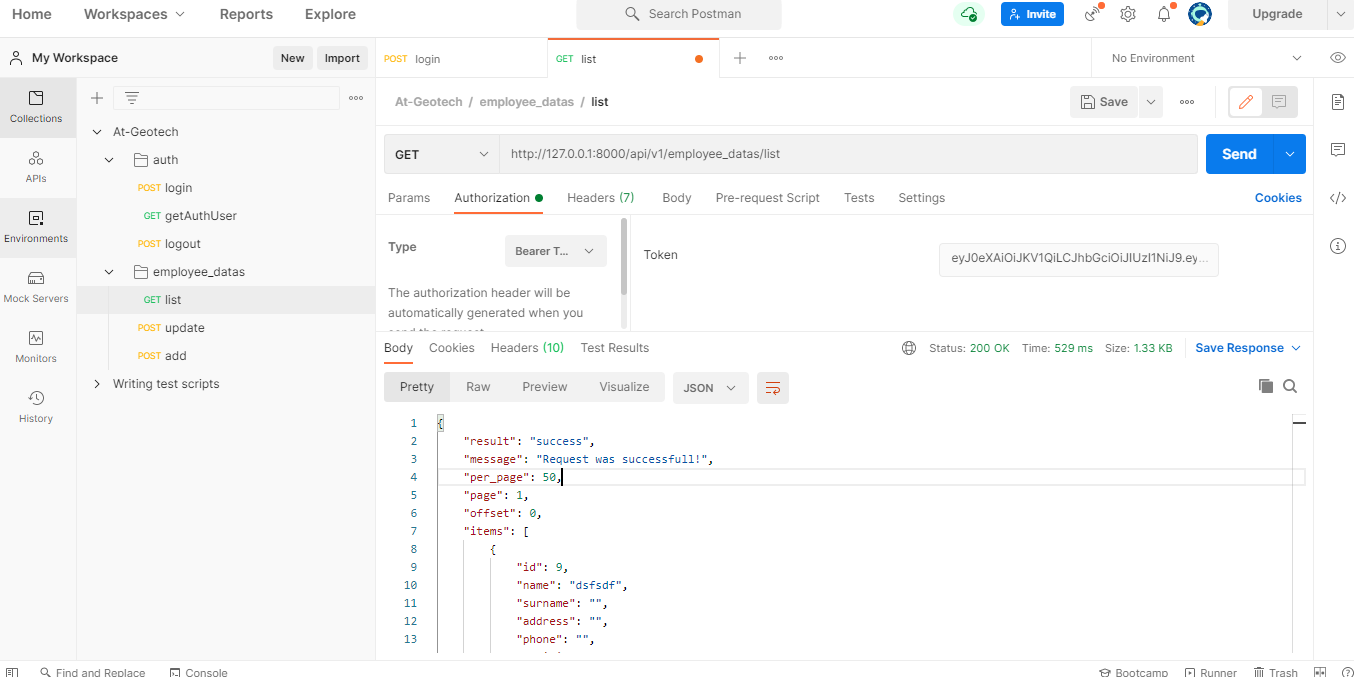 Home Workspaces Reports Explore Search Postman Invite Upgrade
My Workspace New Import
POST login GET list No Environment
Collections
APIs
Environments
Mock Servers
Monitors
History
At-Geotech
auth
POST login
GET getAuthUser
POST logout
employee_datas
GET list
POST update
POST add
Writing test scripts
At-Geotech / employee_datas / list Save
GET http://127.0.0.1:8000/api/v1/employee_datas/list Send
Params Authorization Headers (7) Body Pre-request Script Tests Settings Cookies
Type Bearer T...
The authorization header will be
automatically generated when you
send the request.
Token eyJ0eXAiOiJKV1QiLCJhbGciOiJIUzI1NiJ9.ey...
Body Cookies Headers (10) Test Results Status: 200 OK Time: 529 ms Size: 1.33 KB Save Response
Pretty Raw Preview Visualize JSON
1 {
2 "result": "success",
3 "message": "Request was successfull!",
4 "per_page": 50,
5 "page": 1,
6 "offset": 0,
7 "items": [
8 {
9 "id": 9,
10 "name": "dsfsdf",
11 "surname": "",
12 "address": "",
13 "phone": "",
Find and Replace Console Bootcamp Runner Trash